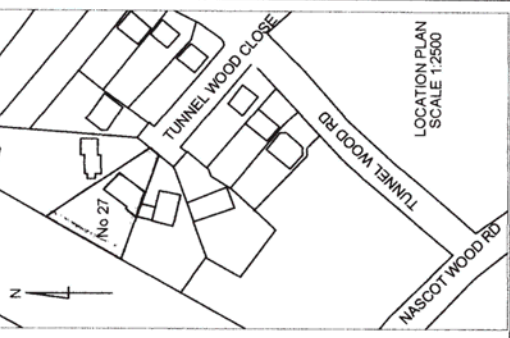 TUNNEL WOOD CLOSE
LOCATION PLAN
SCALE 1:2500
TUNNEL WOOD RD
No 27
N
NASCOT WOOD RD